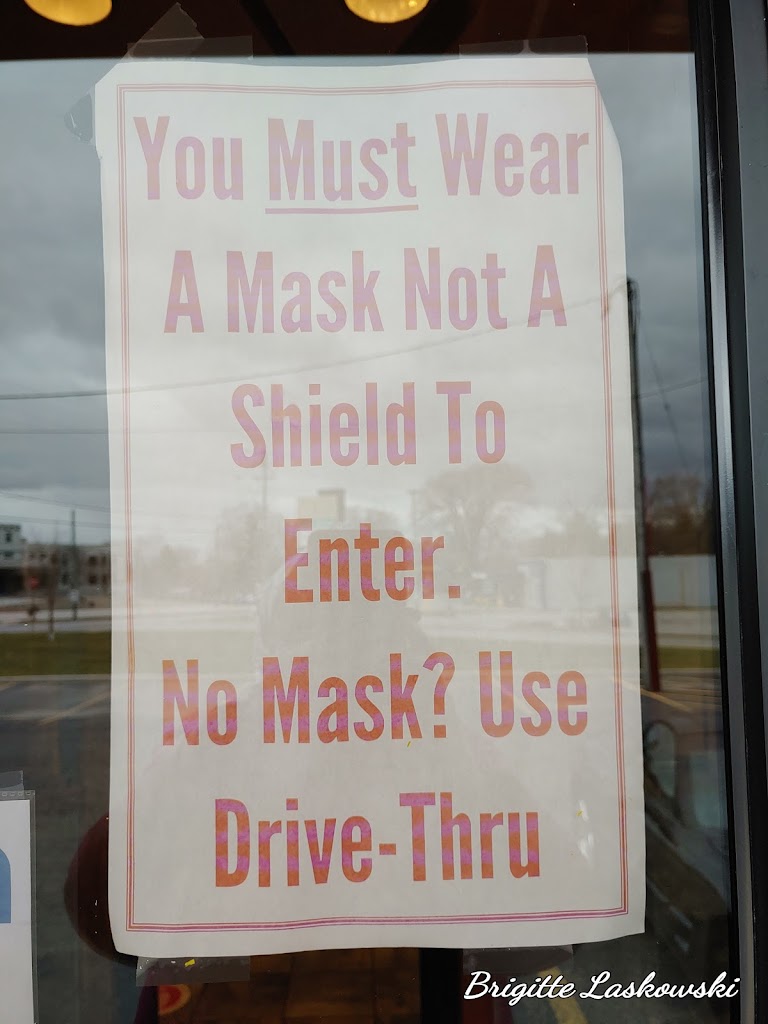 You Must Wear
A Mask Not A
Shield To
Enter.
No Mask? Use
Drive-Thru
Brigitte Laskowski